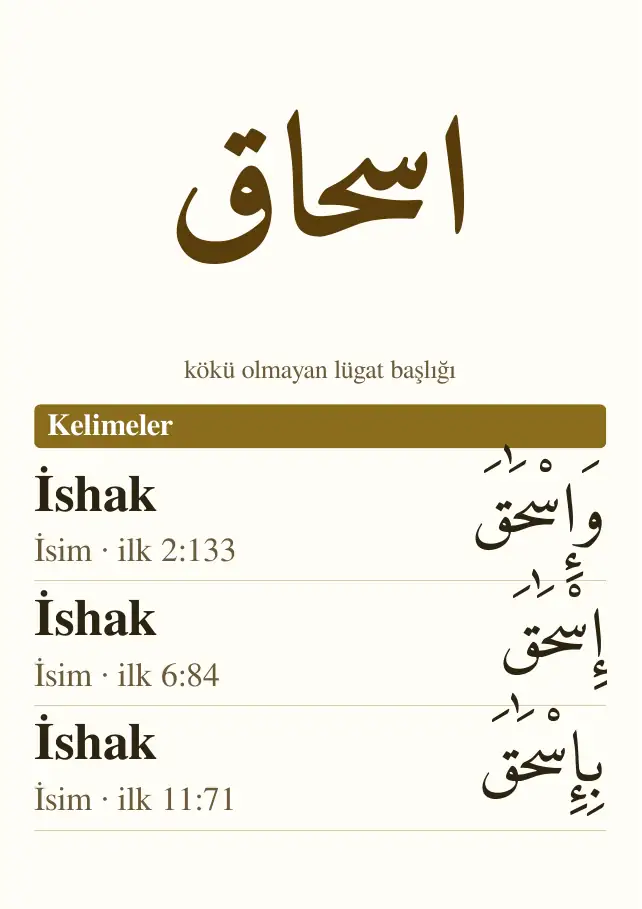 اسحاق
kökü olmayan lügat başlığı
Kelimeler
İshak وَإِسْحَٰقَ
İsim · ilk 2:133
İshak إِسْحَٰقَ
İsim · ilk 6:84
İshak بِإِسْحَٰقَ
İsim · ilk 11:71